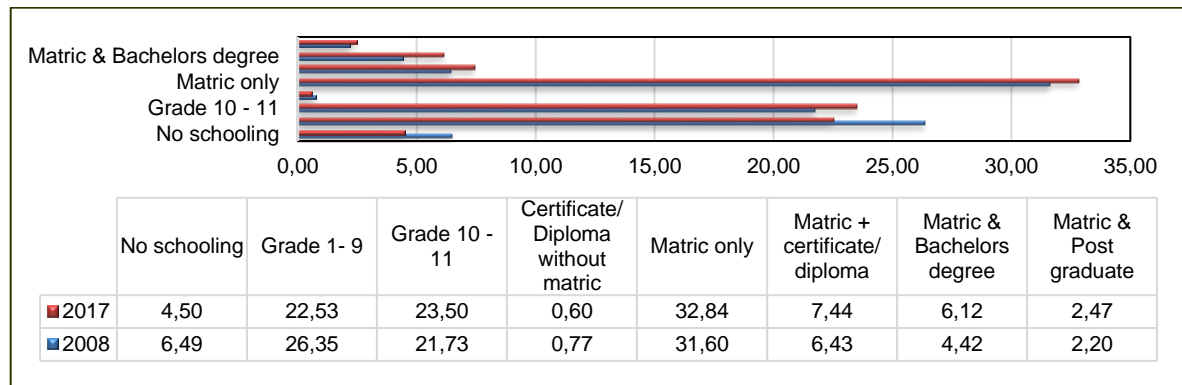 Matric & Bachelors degree
Matric only
Grade 10 - 11
No schooling
0,00 5,00 10,00 15,00 20,00 25,00 30,00 35,00
No schooling Grade 1- 9 Grade 10 - 11 Certificate/ Diploma without matric Matric only Matric + certificate/ diploma Matric & Bachelors degree Matric & Post graduate
2017 4,50 22,53 23,50 0,60 32,84 7,44 6,12 2,47
2008 6,49 26,35 21,73 0,77 31,60 6,43 4,42 2,20